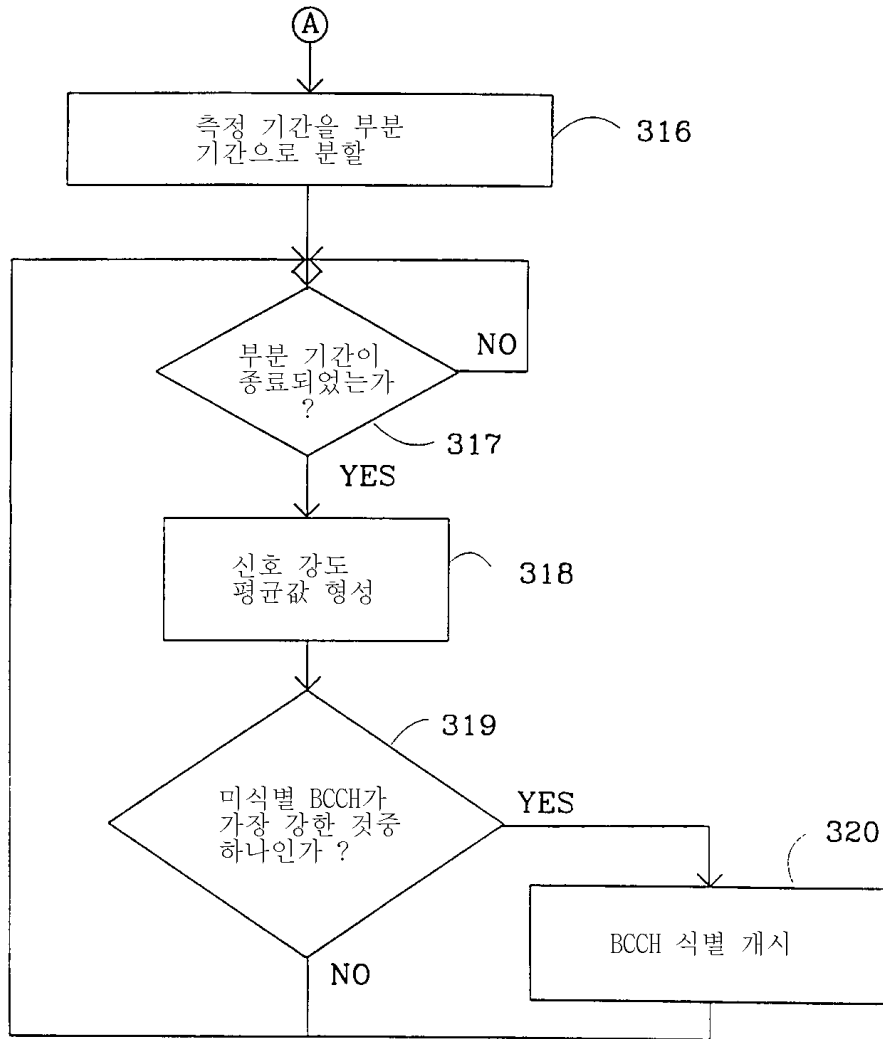 A
측정 기간을 부분
기간으로 분할
316
부분 기간이
종료되었는가
?
NO
317
YES
신호 강도
평균값 형성
318
319
미식별 BCCH가
가장 강한 것중
하나인가 ?
YES
320
BCCH 식별 개시
NO